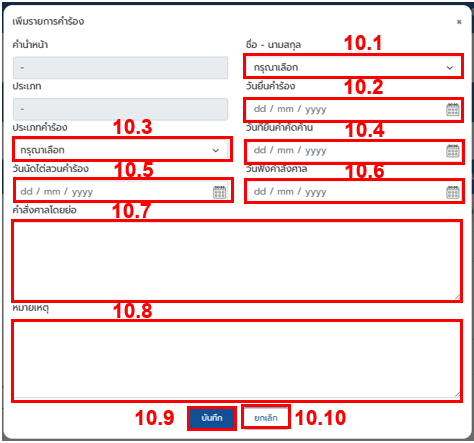 เพิ่มรายการคำร้อง ×
คำนำหน้า ชื่อ - นามสกุล 10.1
- กรุณาเลือก
ประเภท วันยื่นคำร้อง 10.2
- dd / mm / yyyy
ประเภทคำร้อง 10.3 วันที่ยื่นคำคัดค้าน 10.4
กรุณาเลือก dd / mm / yyyy
วันนัดไต่สวนคำร้อง 10.5 วันฟังคำสั่งศาล 10.6
dd / mm / yyyy dd / mm / yyyy
คำสั่งศาลโดยย่อ 10.7
หมายเหตุ 10.8
10.9 บันทึก ยกเลิก 10.10